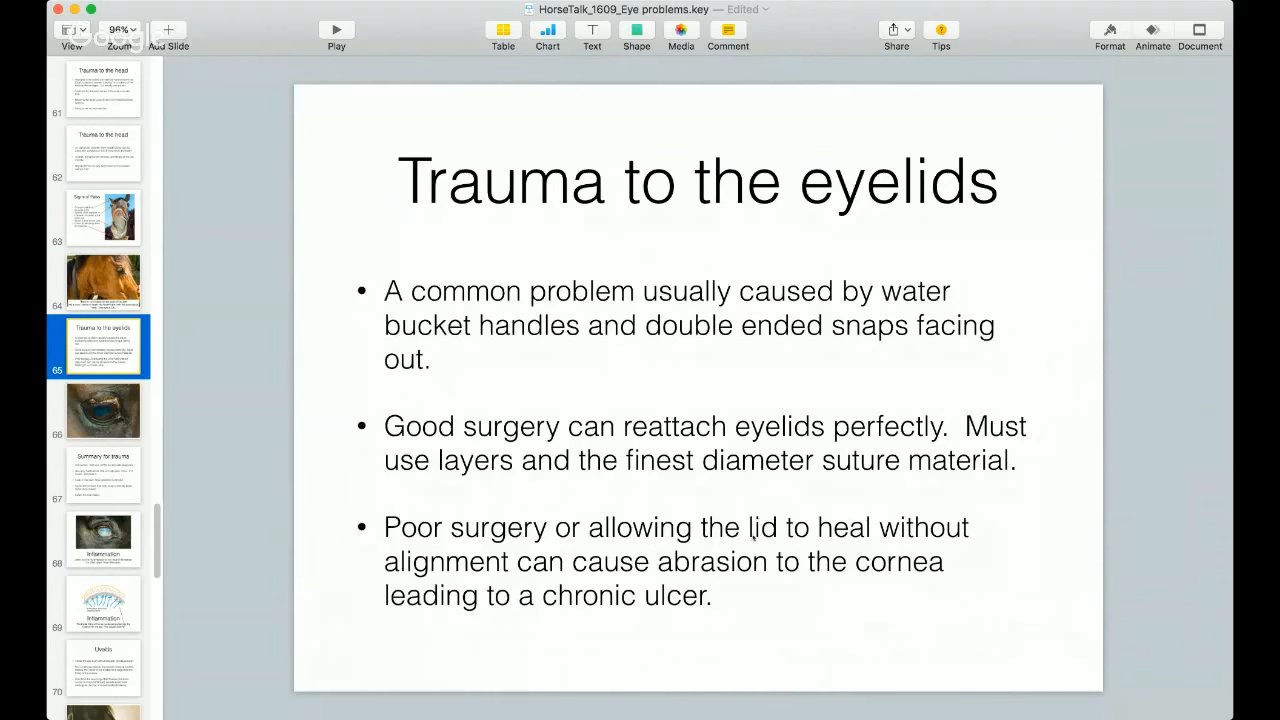 HorseTalk_1609_Eye problems.key — Edited
96%
Google
View
Zoom
Add Slide
Play
Table
Chart
Text
Shape
Media
Comment
Share
Tips
Format
Animate
Document
Trauma to the head
61
Trauma to the head
62
Signs of Pain
63
64
Trauma to the eyelids
65
66
Summary for trauma
67
Inflammation
68
Inflammation
69
Uveitis
70
Trauma to the eyelids
• A common problem usually caused by water
bucket handles and double ended snaps facing
out.
• Good surgery can reattach eyelids perfectly. Must
use layers and the finest diameter suture material.
• Poor surgery or allowing the lid to heal without
alignment can cause abrasion to the cornea
leading to a chronic ulcer.